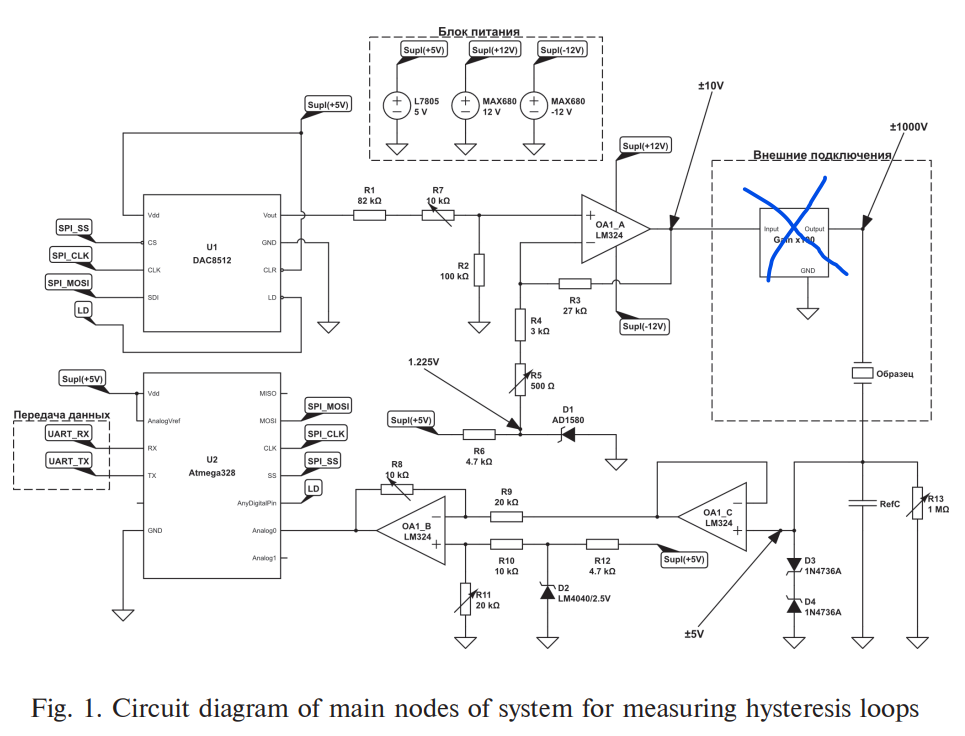 Блок питания
Supl(+5V)
Supl(+12V)
Supl(-12V)
L7805
5 V
MAX680
12 V
MAX680
-12 V
Supl(+5V)
±10V
±1000V
Supl(+12V)
Внешние подключения
R1
82 kΩ
R7
10 kΩ
Vdd
Vout
SPI_SS
CS
GND
U1
DAC8512
SPI_CLK
CLK
CLR
SPI_MOSI
SDI
LD
LD
R2
100 kΩ
OA1_A
LM324
Input
Output
GND
R3
27 kΩ
Supl(-12V)
R4
3 kΩ
R5
500 Ω
1.225V
Образец
Supl(+5V)
Vdd
MISO
AnalogVref
MOSI
SPI_MOSI
Передача данных
UART_RX
RX
U2
Atmega328
CLK
SPI_CLK
UART_TX
TX
SS
SPI_SS
AnyDigitalPin
LD
GND
Analog0
Analog1
Supl(+5V)
R6
4.7 kΩ
D1
AD1580
R8
10 kΩ
R9
20 kΩ
OA1_B
LM324
OA1_C
LM324
R10
10 kΩ
R12
4.7 kΩ
Supl(+5V)
R11
20 kΩ
D2
LM4040/2.5V
±5V
D3
1N4736A
D4
1N4736A
RefC
R13
1 MΩ
Fig. 1. Circuit diagram of main nodes of system for measuring hysteresis loops